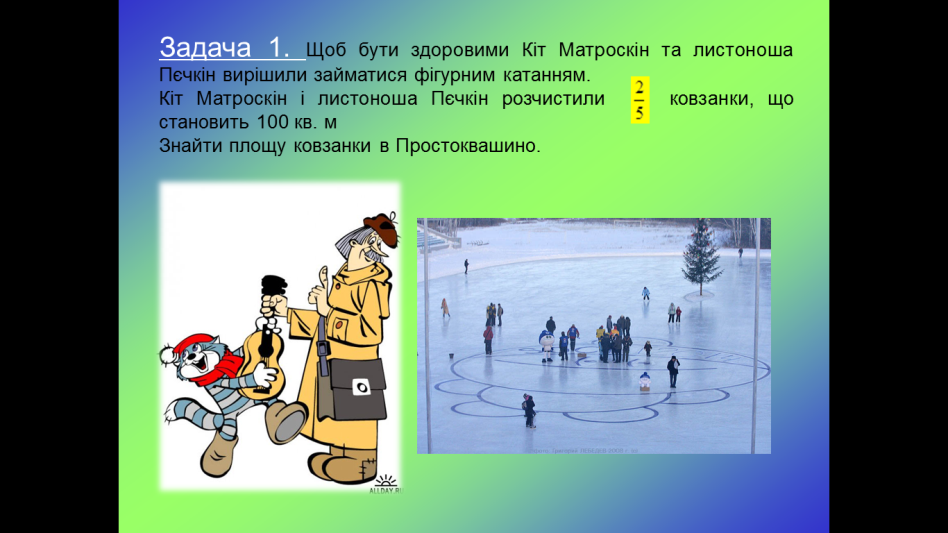 Задача 1. Щоб бути здоровими Кіт Матроскін та листоноша
Пєчкін вирішили займатися фігурним катанням.
Кіт Матроскін і листоноша Пєчкін розчистили 2/5 ковзанки, що
становить 100 кв. м
Знайти площу ковзанки в Простоквашино.
ALLDAY.RU